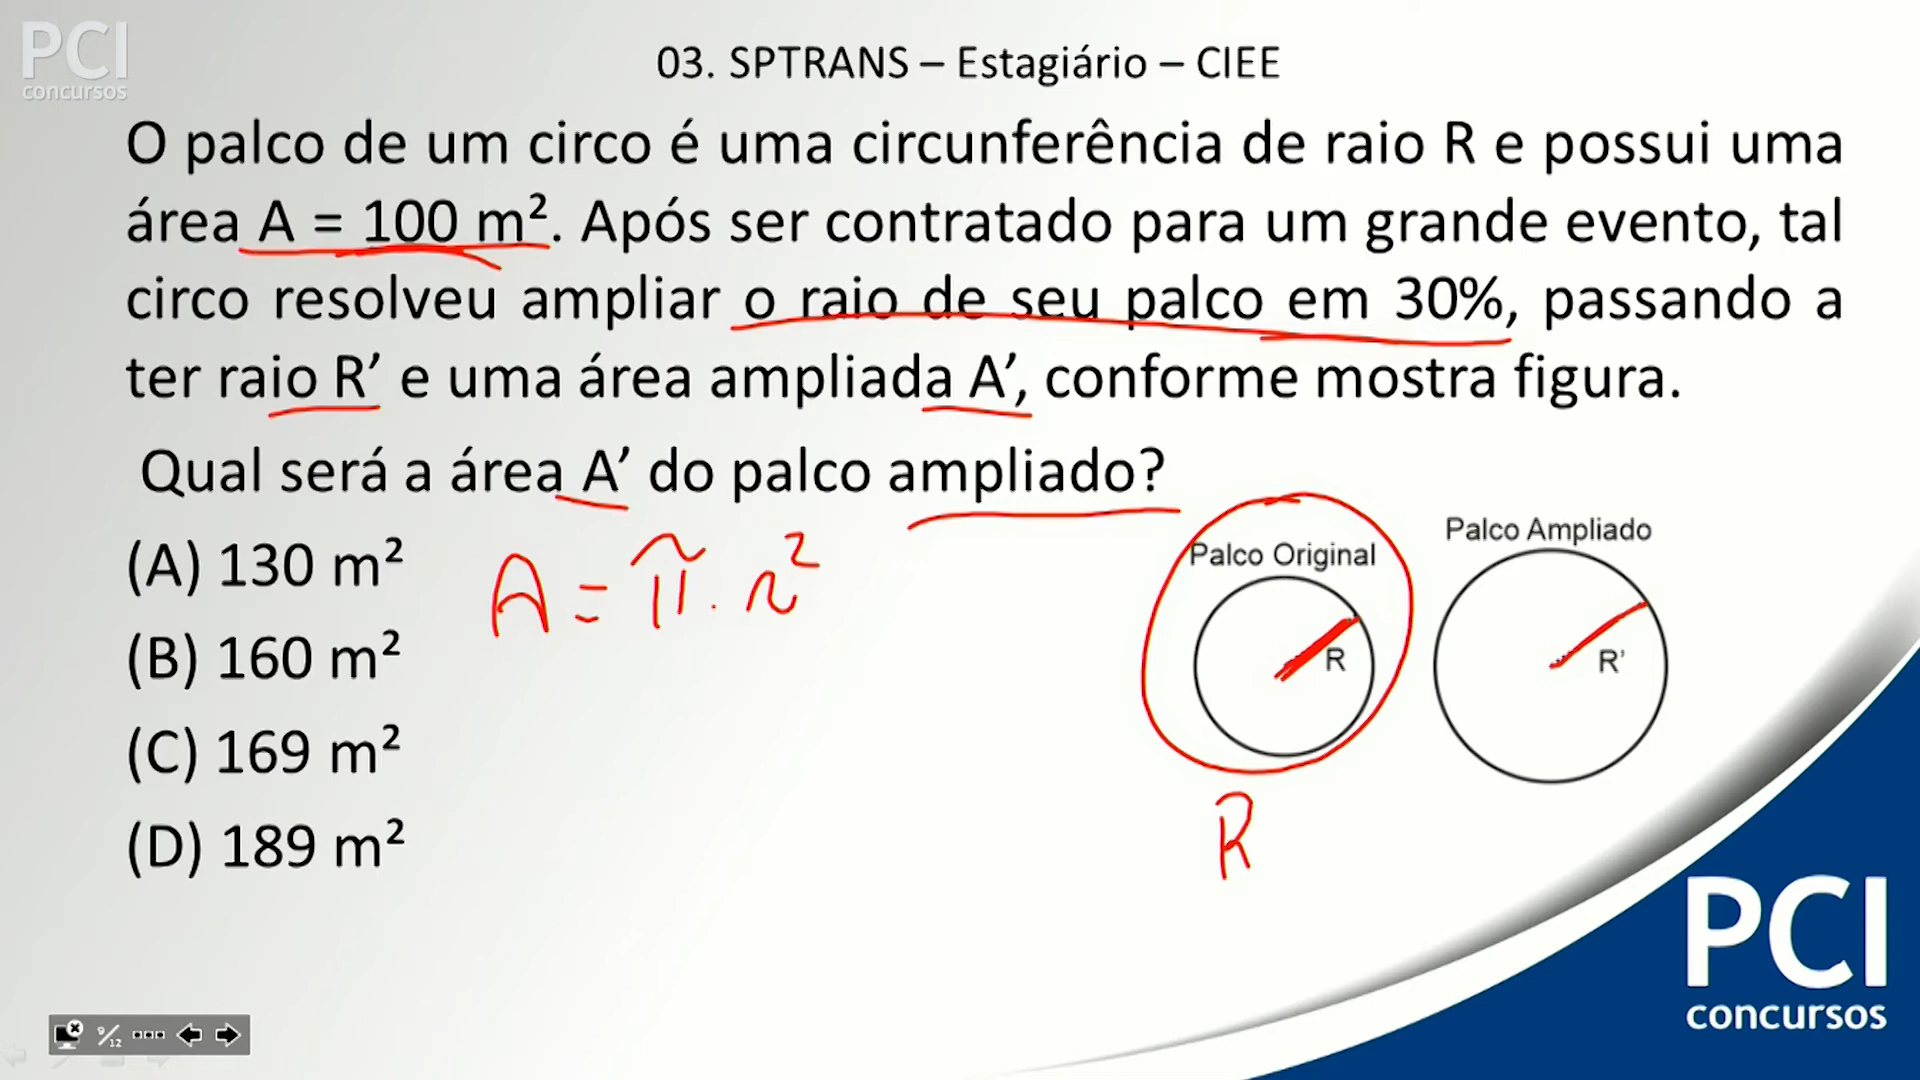 PCI
concursos
03. SPTRANS – Estagiário – CIEE
O palco de um circo é uma circunferência de raio R e possui uma
área A = 100 m². Após ser contratado para um grande evento, tal
circo resolveu ampliar o raio de seu palco em 30%, passando a
ter raio R’ e uma área ampliada A’, conforme mostra figura.
Qual será a área A’ do palco ampliado?
(A) 130 m²
(B) 160 m²
(C) 169 m²
(D) 189 m²
A = π . r²
Palco Original
R
Palco Ampliado
R'
R
PCI
concursos
9/12